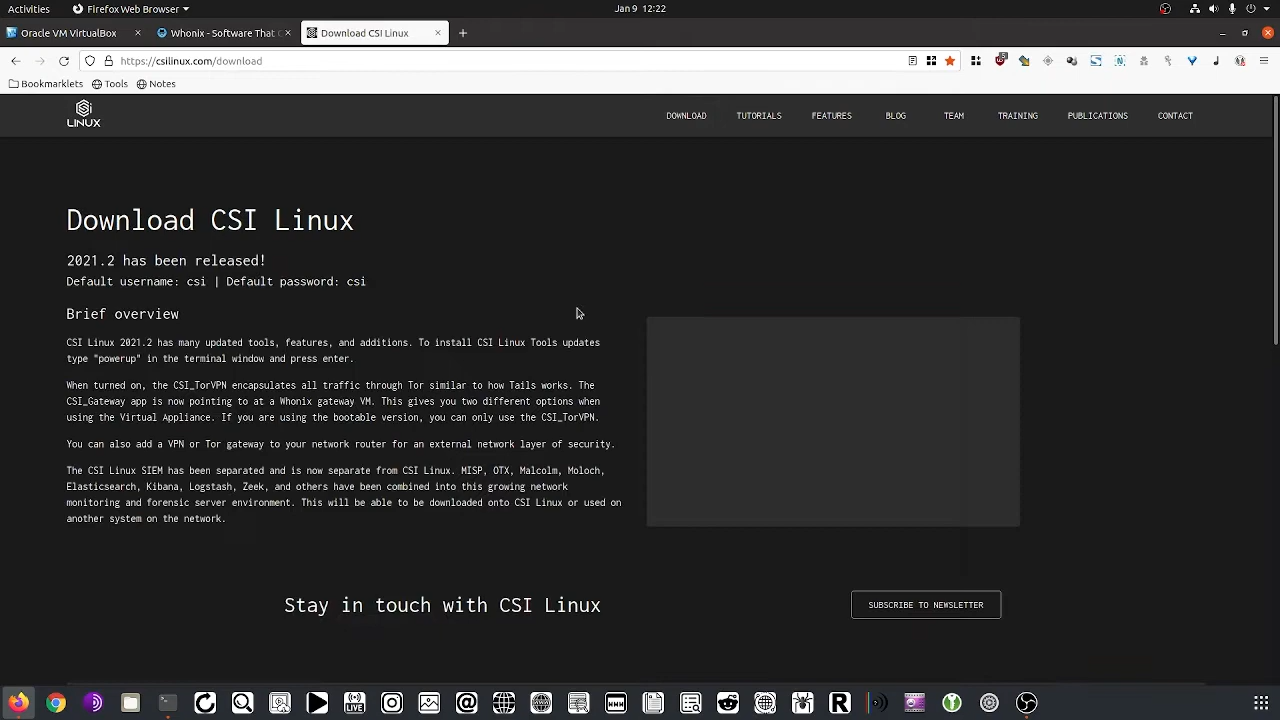 Activities
Firefox Web Browser
Jan 9 12:22
Oracle VM VirtualBox
Whonix - Software That
Download CSI Linux
https://csilinux.com/download
Bookmarklets
Tools
Notes
LINUX
DOWNLOAD
TUTORIALS
FEATURES
BLOG
TEAM
TRAINING
PUBLICATIONS
CONTACT
Download CSI Linux
2021.2 has been released!
Default username: csi | Default password: csi
Brief overview
CSI Linux 2021.2 has many updated tools, features, and additions. To install CSI Linux Tools updates
type "powerup" in the terminal window and press enter.
When turned on, the CSI_TorVPN encapsulates all traffic through Tor similar to how Tails works. The
CSI_Gateway app is now pointing to at a Whonix gateway VM. This gives you two different options when
using the Virtual Appliance. If you are using the bootable version, you can only use the CSI_TorVPN.
You can also add a VPN or Tor gateway to your network router for an external network layer of security.
The CSI Linux SIEM has been separated and is now separate from CSI Linux. MISP, OTX, Malcolm, Moloch,
Elasticsearch, Kibana, Logstash, Zeek, and others have been combined into this growing network
monitoring and forensic server environment. This will be able to be downloaded onto CSI Linux or used on
another system on the network.
Stay in touch with CSI Linux
SUBSCRIBE TO NEWSLETTER
LIVE
WWW
R